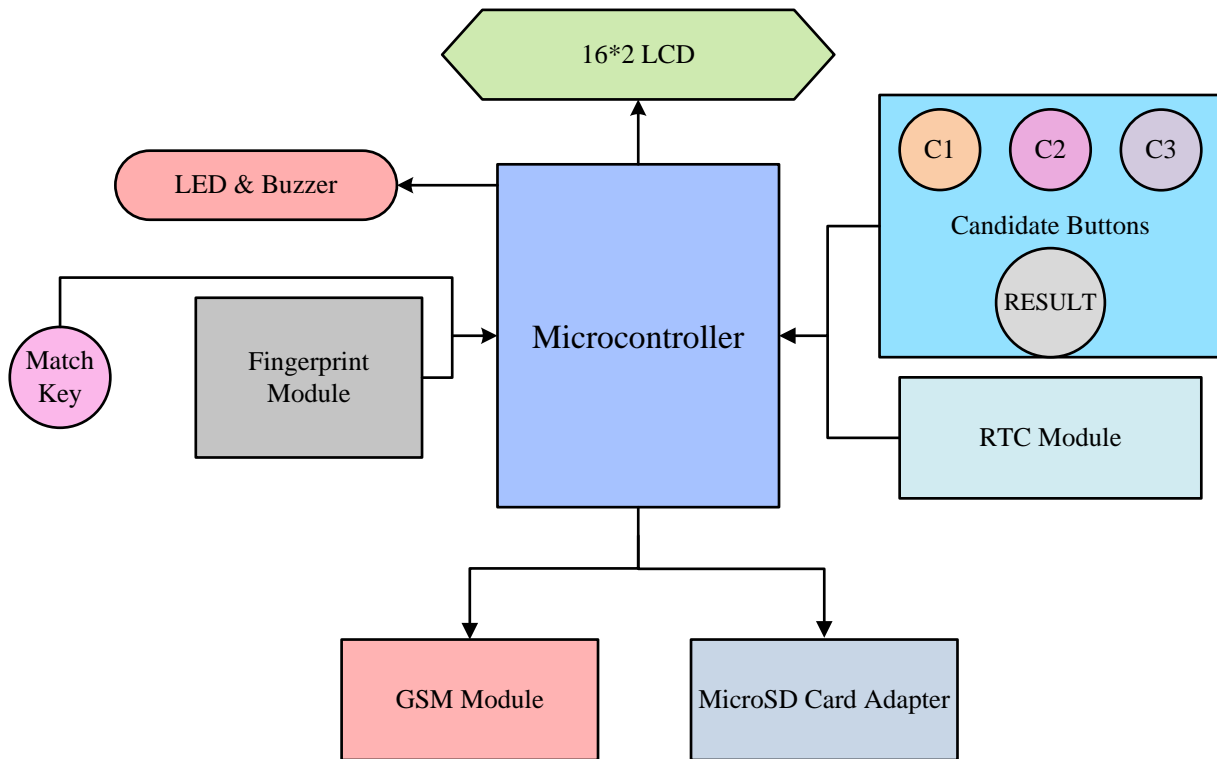 16*2 LCD
C1
C2
C3
LED & Buzzer
Candidate Buttons
RESULT
Microcontroller
Match
Key
Fingerprint
Module
RTC Module
GSM Module
MicroSD Card Adapter